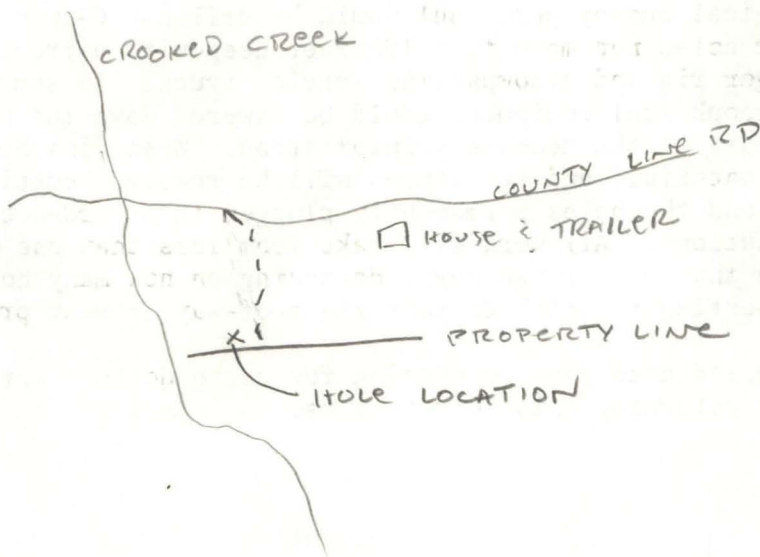 CROOKED CREEK
COUNTY LINE RD
HOUSE & TRAILER
PROPERTY LINE
X
HOLE LOCATION